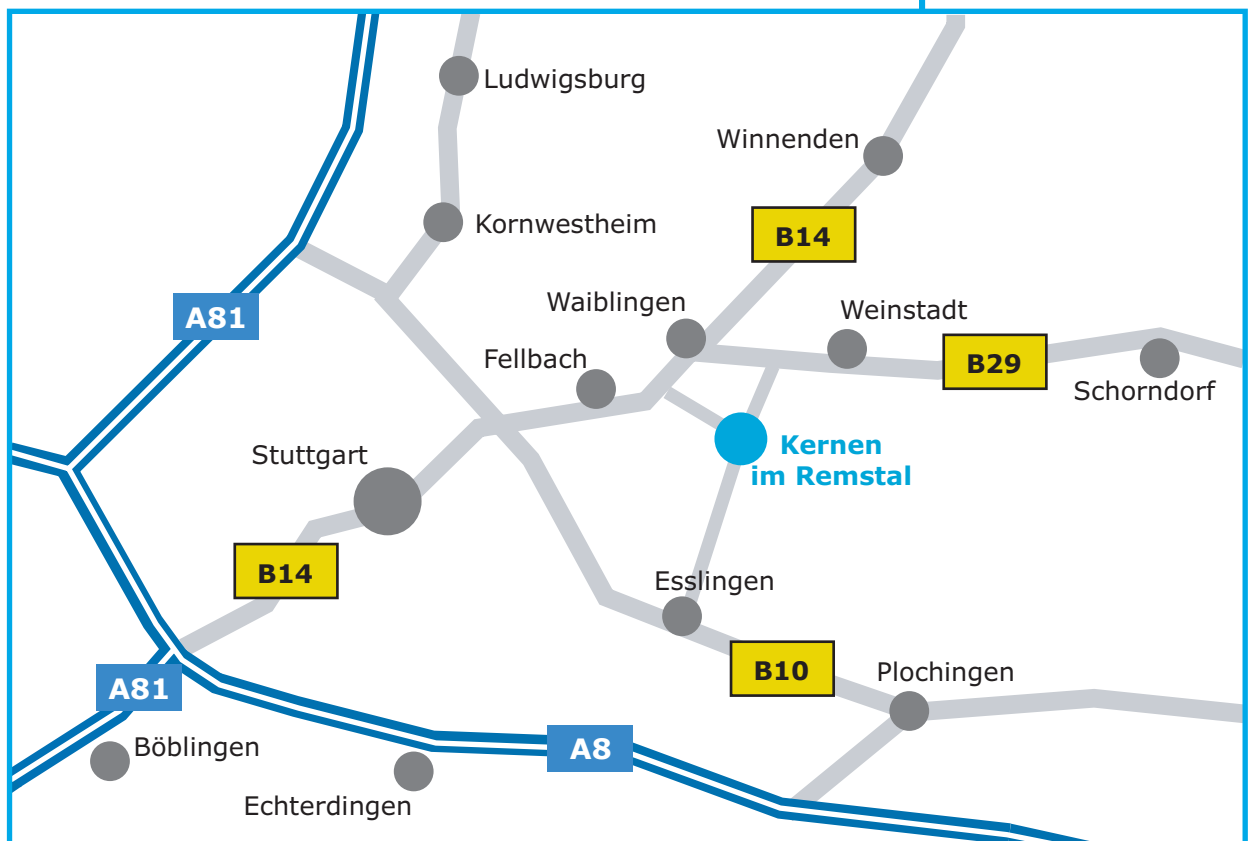 Ludwigsburg
Winnenden
Kornwestheim
B14
Waiblingen
Weinstadt
A81
Fellbach
B29
Schorndorf
Kernen
im Remstal
Stuttgart
B14
Esslingen
B10
Plochingen
A81
Böblingen
A8
Echterdingen